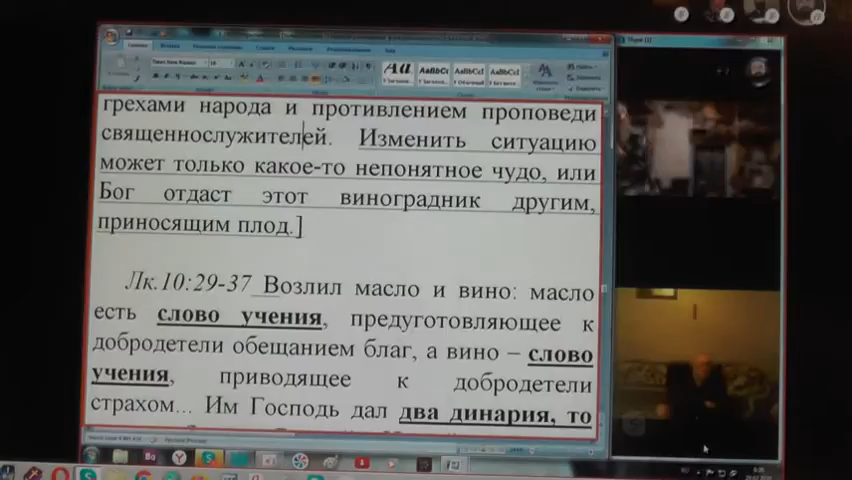 грехами народа и противлением проповеди
священнослужителей. Изменить ситуацию
может только какое-то непонятное чудо, или
Бог отдаст этот виноградник другим,
приносящим плод.]
Лк.10:29-37 Возлил масло и вино: масло
есть слово учения, предуготовляющее к
добродетели обещанием благ, а вино – слово
учения, приводящее к добродетели
страхом... Им Господь дал два динария, то